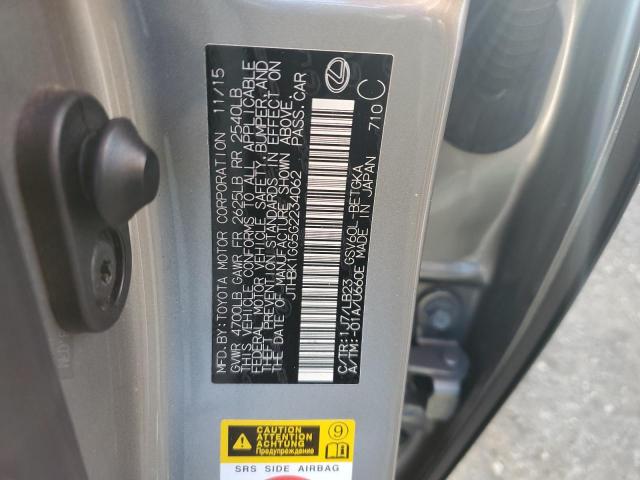 MFD.BY:TOYOTA MOTOR CORPORATION 11/15
GVWR 4700LB GAWR FR 2625LB RR 2540LB
THIS VEHICLE CONFORMS TO ALL APPLICABLE
FEDERAL MOTOR VEHICLE SAFETY,BUMPER,AND
THEFT PREVENTION STANDARDS IN EFFECT ON
THE DATE OF MANUFACTURE SHOWN ABOVE.
JTHBK1GG5G2234062 PASS.CAR
C/TR:1J7/LB23 GSV60L-BETGKA
A/TM:-01A/U660E MADE IN JAPAN
710 C
CAUTION
ATTENTION
Предупреждение
9
SRS SIDE AIRBAG